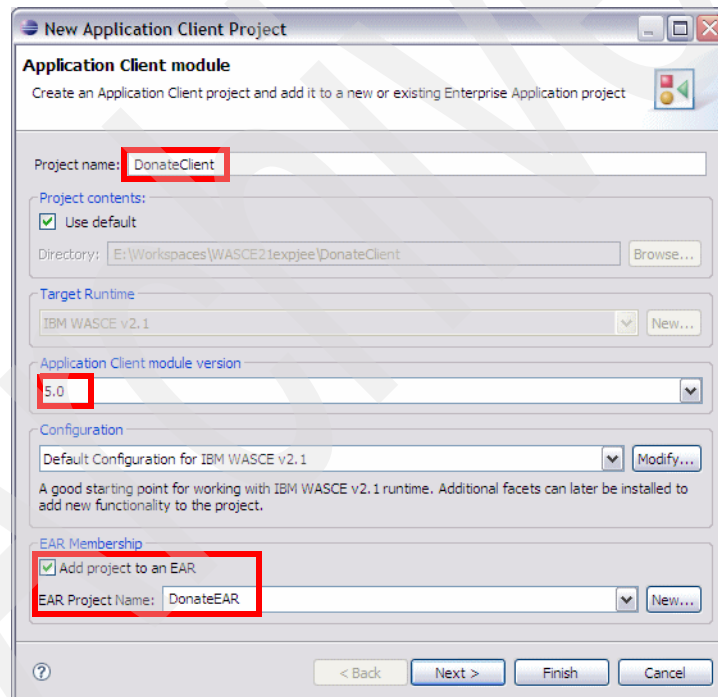 New Application Client Project
Application Client module
Create an Application Client project and add it to a new or existing Enterprise Application project
Project name: DonateClient
Project contents:
Use default
Directory: E:\Workspaces\WASCE21expjee\DonateClient Browse...
Target Runtime
IBM WASCE v2.1 New...
Application Client module version
5.0
Configuration
Default Configuration for IBM WASCE v2.1 Modify...
A good starting point for working with IBM WASCE v2.1 runtime. Additional facets can later be installed to
add new functionality to the project.
EAR Membership
Add project to an EAR
EAR Project Name: DonateEAR New...
? < Back Next > Finish Cancel